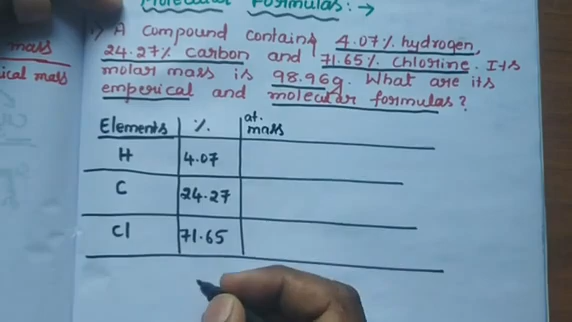 Molecular Formulas:→
mass
ical mass
1) A compound contains 4.07% hydrogen,
24.27% carbon and 71.65% chlorine. Its
molar mass is 98.96g. What are its
emperical and molecular formulas?
Elements % at. mass
H 4.07
C 24.27
Cl 71.65